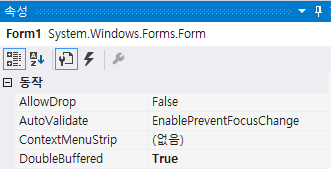 속성
Form1 System.Windows.Forms.Form
동작
AllowDrop False
AutoValidate EnablePreventFocusChange
ContextMenuStrip (없음)
DoubleBuffered True